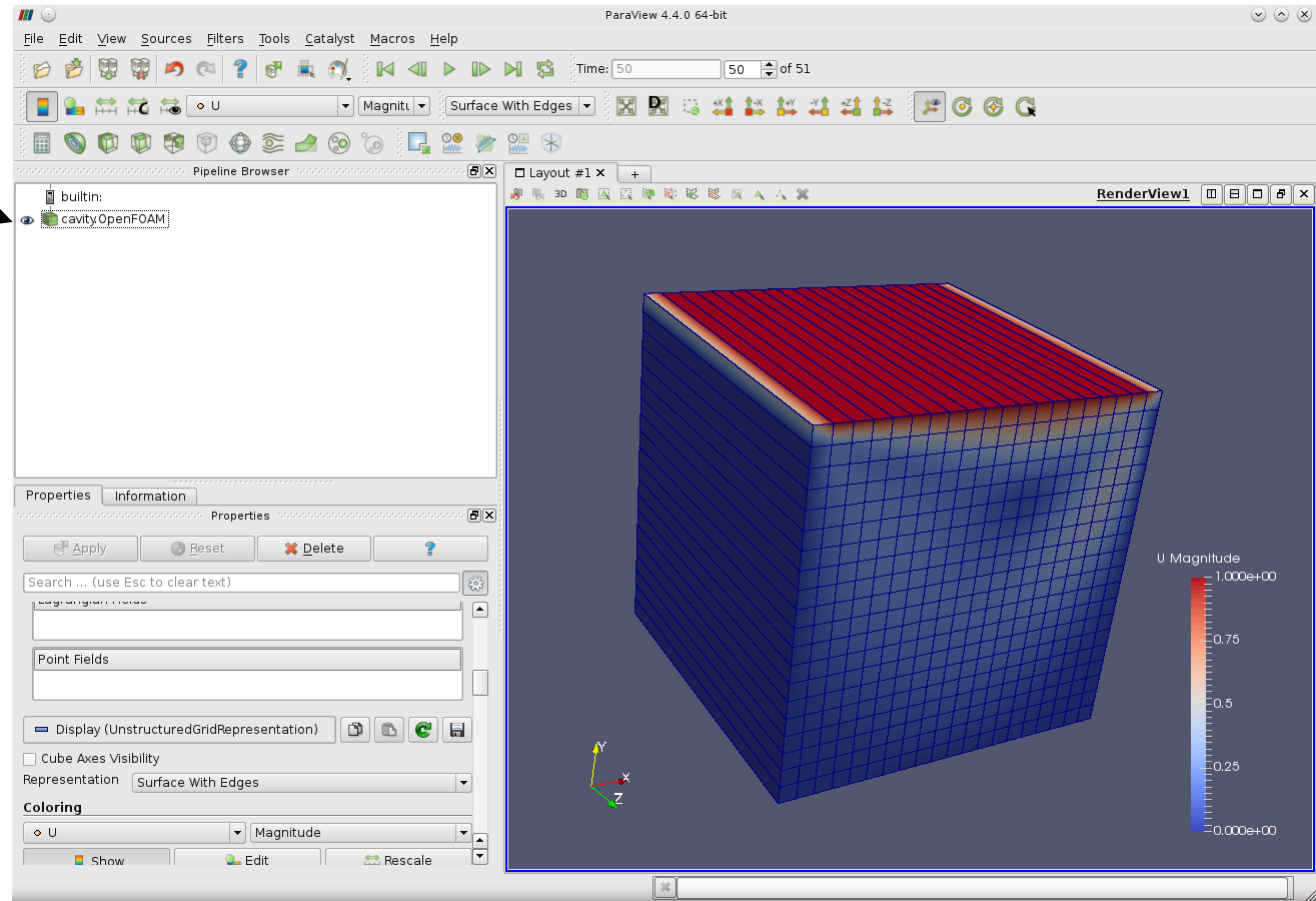 ParaView 4.4.0 64-bit
File Edit View Sources Filters Tools Catalyst Macros Help
Time: 50 50 of 51
U Magnitu Surface With Edges
Pipeline Browser
builtin:
cavity.OpenFOAM
Layout #1 +
3D RenderView1
Properties Information
Properties
Apply Reset Delete ?
Search ... (use Esc to clear text)
Lagrangian Fields
Point Fields
Display (UnstructuredGridRepresentation)
Cube Axes Visibility
Representation Surface With Edges
Coloring
U Magnitude
Show Edit Rescale
Y
X
Z
U Magnitude
1.000e+00
0.75
0.5
0.25
0.000e+00